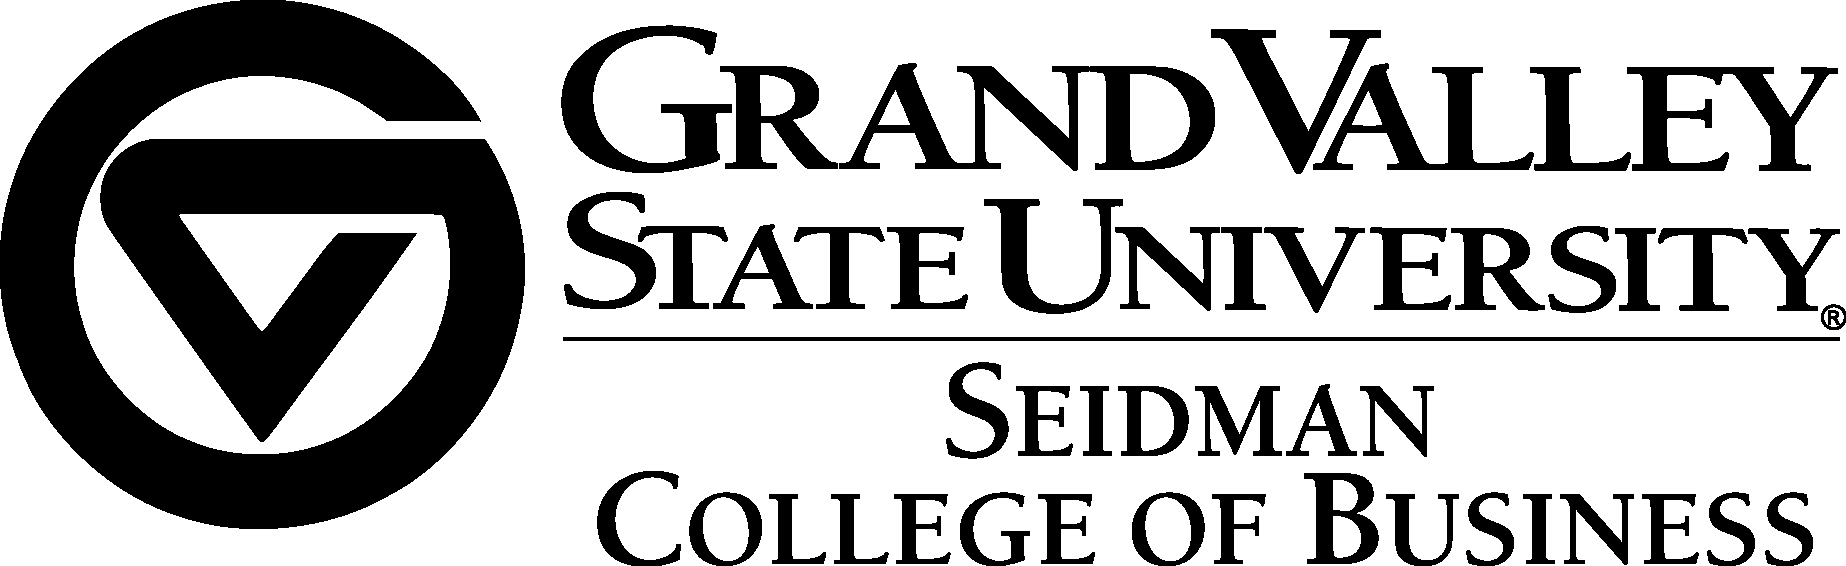 GRAND VALLEY
STATE UNIVERSITY®
SEIDMAN
COLLEGE OF BUSINESS